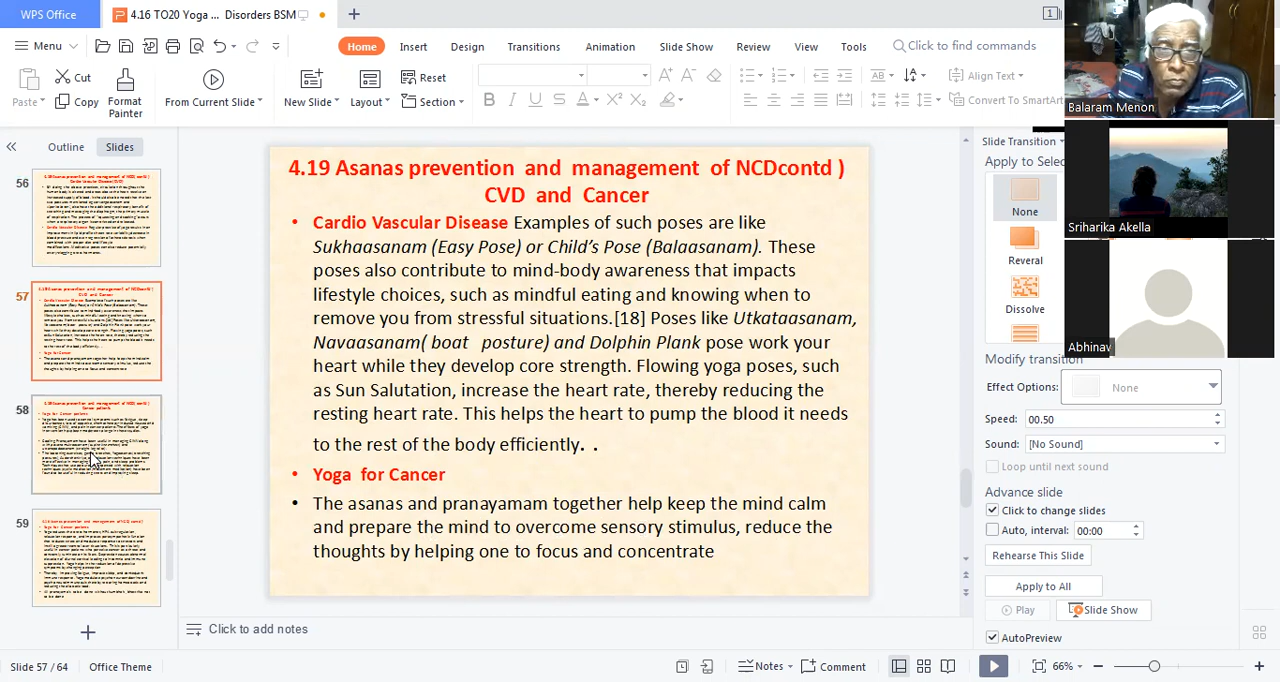 WPS Office
4.16 TO20 Yoga ... Disorders BSM
1
Menu
Home
Insert
Design
Transitions
Animation
Slide Show
Review
View
Tools
Click to find commands
Paste
Cut
Copy
Format
Painter
From Current Slide
New Slide
Layout
Reset
Section
B I U S A X² X₂
Align Text
Convert To SmartArt
Outline
Slides
56
57
58
59
4.19 Asanas prevention and management of NCDcontd )
CVD and Cancer
• Cardio Vascular Disease Examples of such poses are like
Sukhaasanam (Easy Pose) or Child’s Pose (Balaasanam). These
poses also contribute to mind-body awareness that impacts
lifestyle choices, such as mindful eating and knowing when to
remove you from stressful situations.[18] Poses like Utkataasanam,
Navaasanam( boat posture) and Dolphin Plank pose work your
heart while they develop core strength. Flowing yoga poses, such
as Sun Salutation, increase the heart rate, thereby reducing the
resting heart rate. This helps the heart to pump the blood it needs
to the rest of the body efficiently. .
• Yoga for Cancer
• The asanas and pranayamam together help keep the mind calm
and prepare the mind to overcome sensory stimulus, reduce the
thoughts by helping one to focus and concentrate
Click to add notes
Slide Transition
Apply to Selec
None
Reveral
Dissolve
Modify transition
Effect Options:
None
Speed:
00.50
Sound:
[No Sound]
Loop until next sound
Advance slide
Click to change slides
Auto, interval:
00:00
Rehearse This Slide
Apply to All
Play
Slide Show
AutoPreview
Balaram Menon
Sriharika Akella
Abhinav
Slide 57 / 64
Office Theme
Notes
Comment
66%